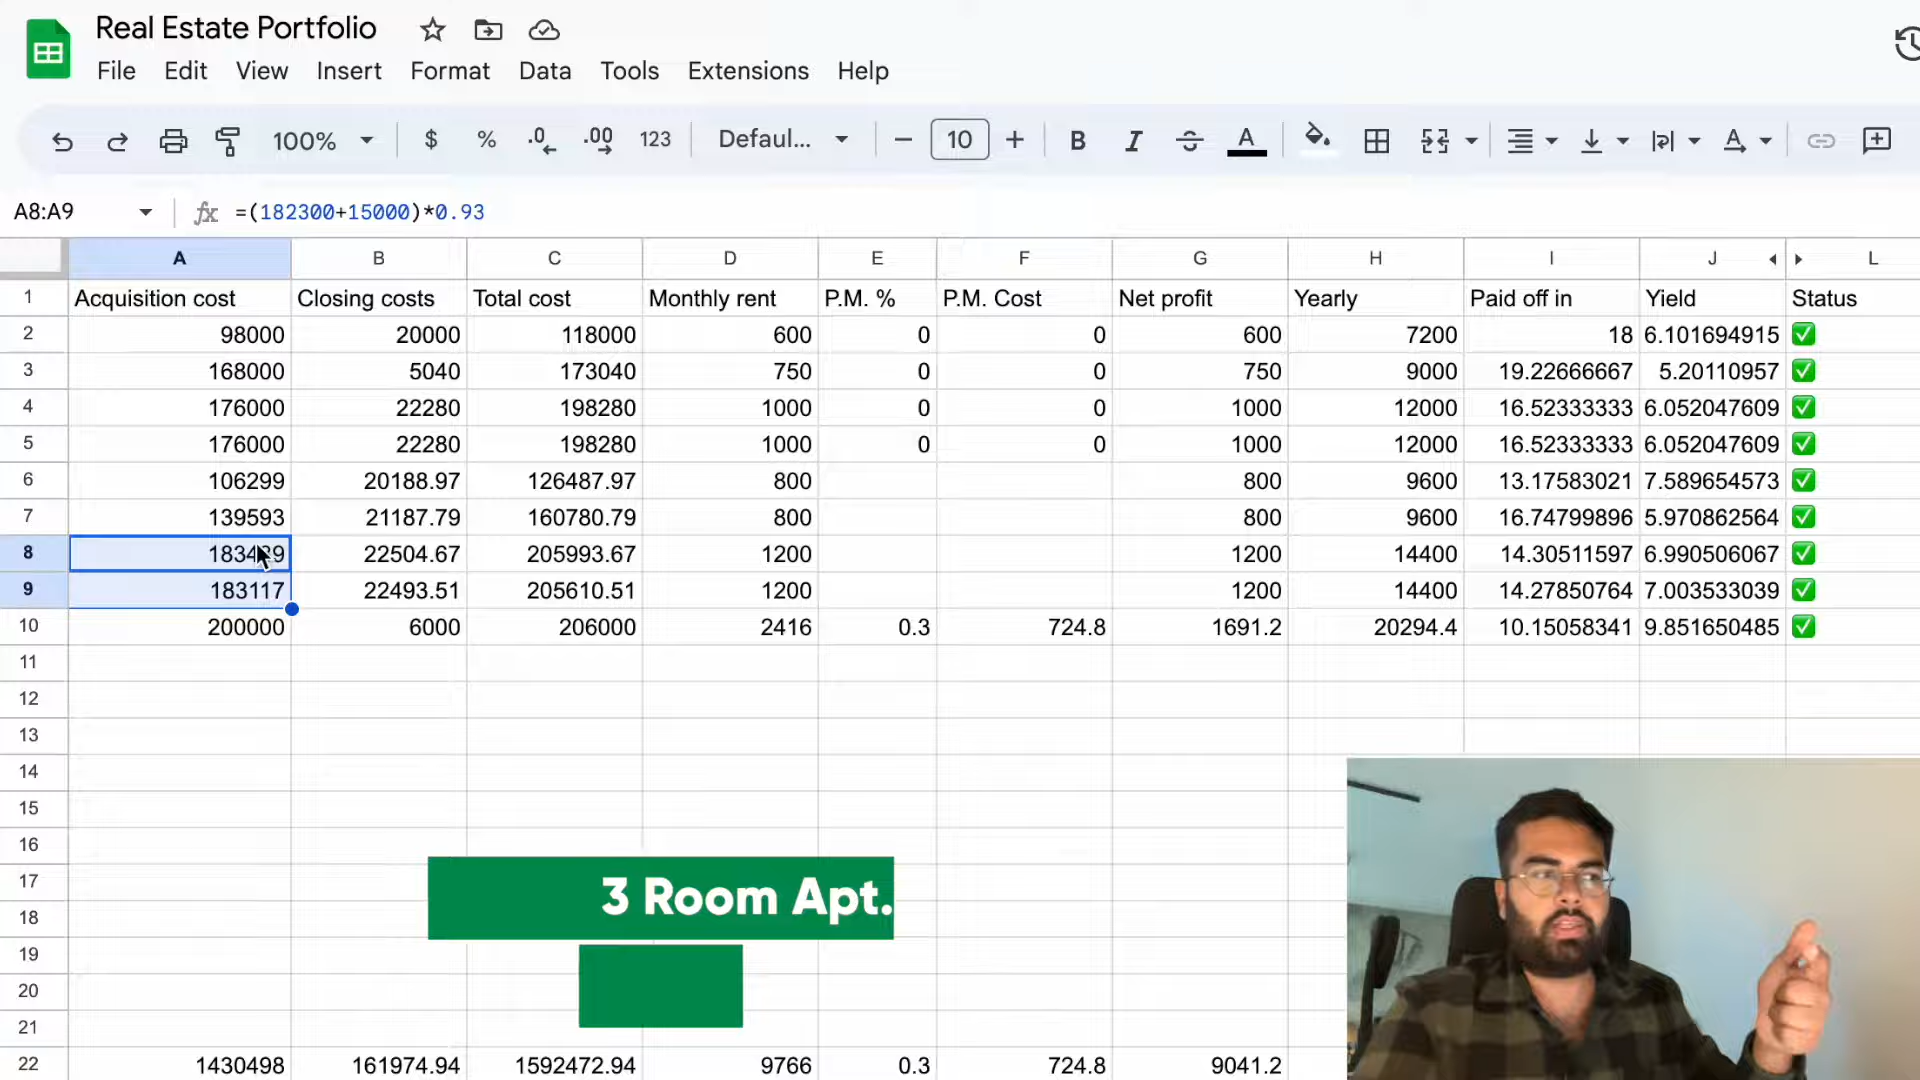 Real Estate Portfolio
File Edit View Insert Format Data Tools Extensions Help
100% $ % .0 .00 123 Defaul... − 10 + B I A A
A8:A9 fx =(182300+15000)*0.93
A B C D E F G H I J L
1 Acquisition cost Closing costs Total cost Monthly rent P.M. % P.M. Cost Net profit Yearly Paid off in Yield Status
2 98000 20000 118000 600 0 0 600 7200 18 6.101694915
3 168000 5040 173040 750 0 0 750 9000 19.22666667 5.20110957
4 176000 22280 198280 1000 0 0 1000 12000 16.52333333 6.052047609
5 176000 22280 198280 1000 0 0 1000 12000 16.52333333 6.052047609
6 106299 20188.97 126487.97 800 800 9600 13.17583021 7.589654573
7 139593 21187.79 160780.79 800 800 9600 16.74799896 5.970862564
8 22504.67 205993.67 1200 1200 14400 14.30511597 6.990506067
9 183117 22493.51 205610.51 1200 1200 14400 14.27850764 7.003533039
10 200000 6000 206000 2416 0.3 724.8 1691.2 20294.4 10.15058341 9.851650485
11
12
13
14
15
16
17
3 Room Apt.
18
19
20
21
22 1430498 161974.94 1592472.94 9766 0.3 724.8 9041.2